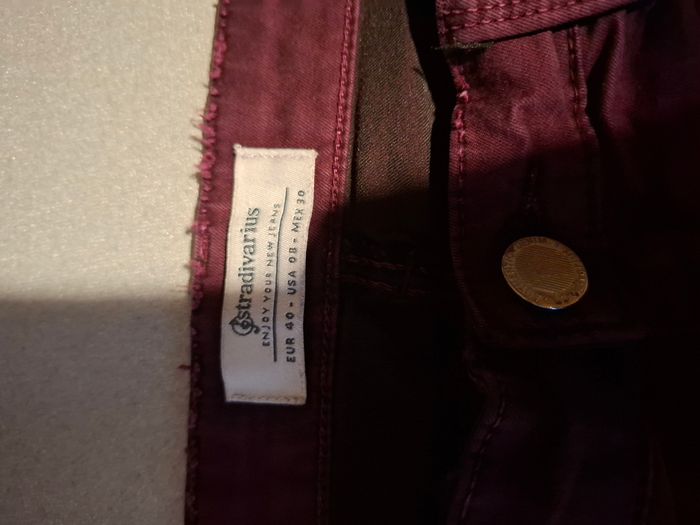 stradivarius
ENJOY YOUR NEW JEANS
EUR 40 - USA 08 - MEX 30